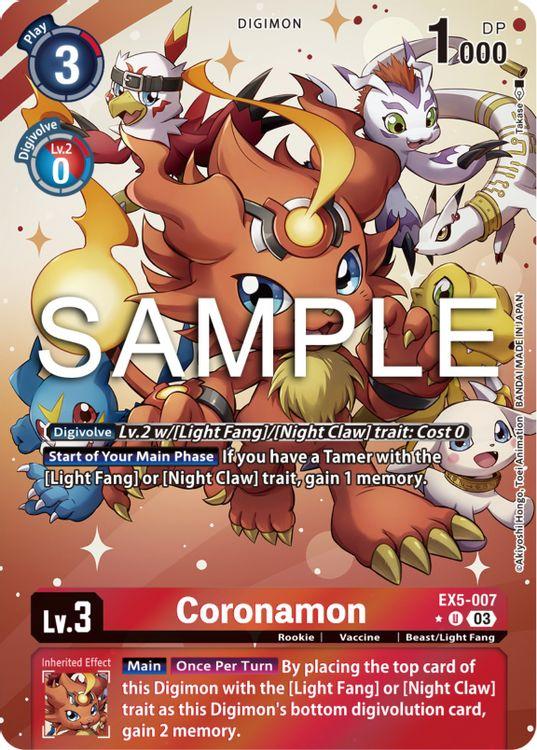 DIGIMON
Play
3
DP
1000
Digivolve
Lv.2
0
Takase
SAMPLE
Digivolve Lv.2 w/[Light Fang]/[Night Claw] trait: Cost 0
Start of Your Main Phase If you have a Tamer with the
[Light Fang] or [Night Claw] trait, gain 1 memory.
©Akiyoshi Hongo, Toei Animation BANDAI MADE IN JAPAN
Lv.3
Coronamon
EX5-007
U 03
Rookie | Vaccine | Beast/Light Fang
Inherited Effect
Main Once Per Turn By placing the top card of
this Digimon with the [Light Fang] or [Night Claw]
trait as this Digimon's bottom digivolution card,
gain 2 memory.